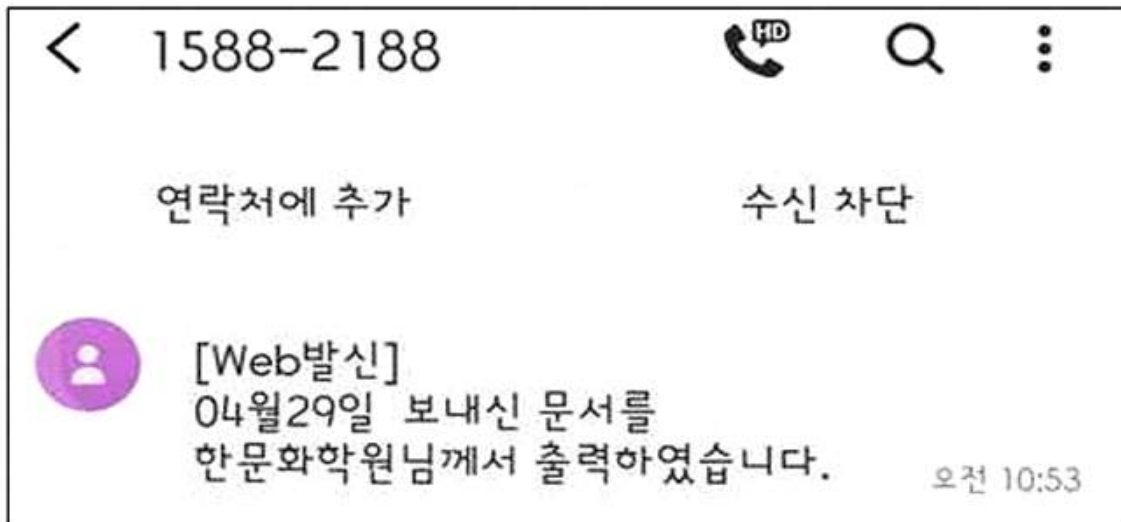 1588-2188
HD
연락처에 추가
수신 차단
[Web발신]
04월29일 보내신 문서를
한문화학원님께서 출력하였습니다.
오전 10:53